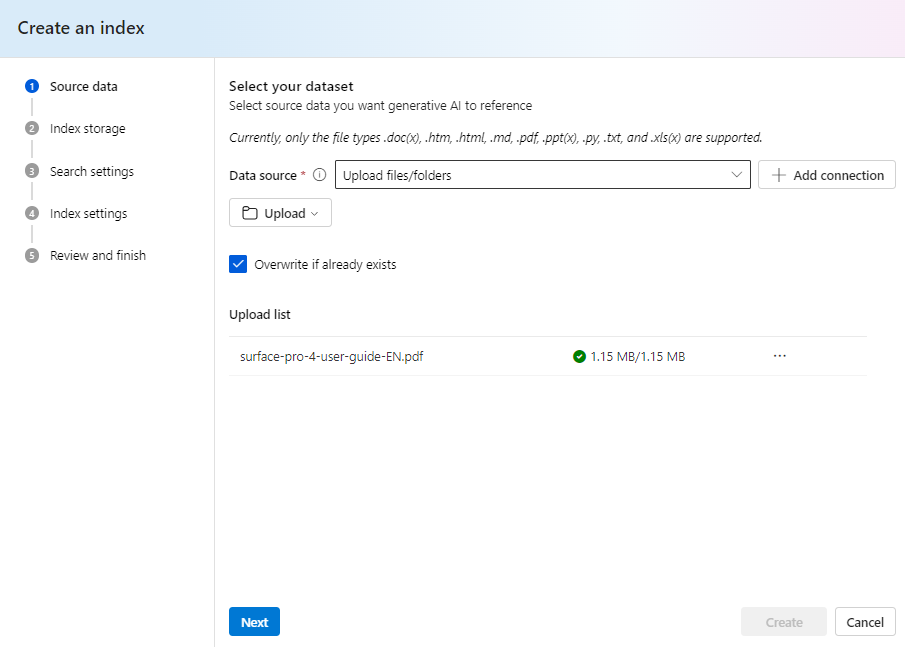 Create an index
1 Source data
2 Index storage
3 Search settings
4 Index settings
5 Review and finish
Select your dataset
Select source data you want generative AI to reference
Currently, only the file types .doc(x), .htm, .html, .md, .pdf, .ppt(x), .py, .txt, and .xls(x) are supported.
Data source * Upload files/folders Add connection
Upload
Overwrite if already exists
Upload list
surface-pro-4-user-guide-EN.pdf 1.15 MB/1.15 MB ...
Next Create Cancel